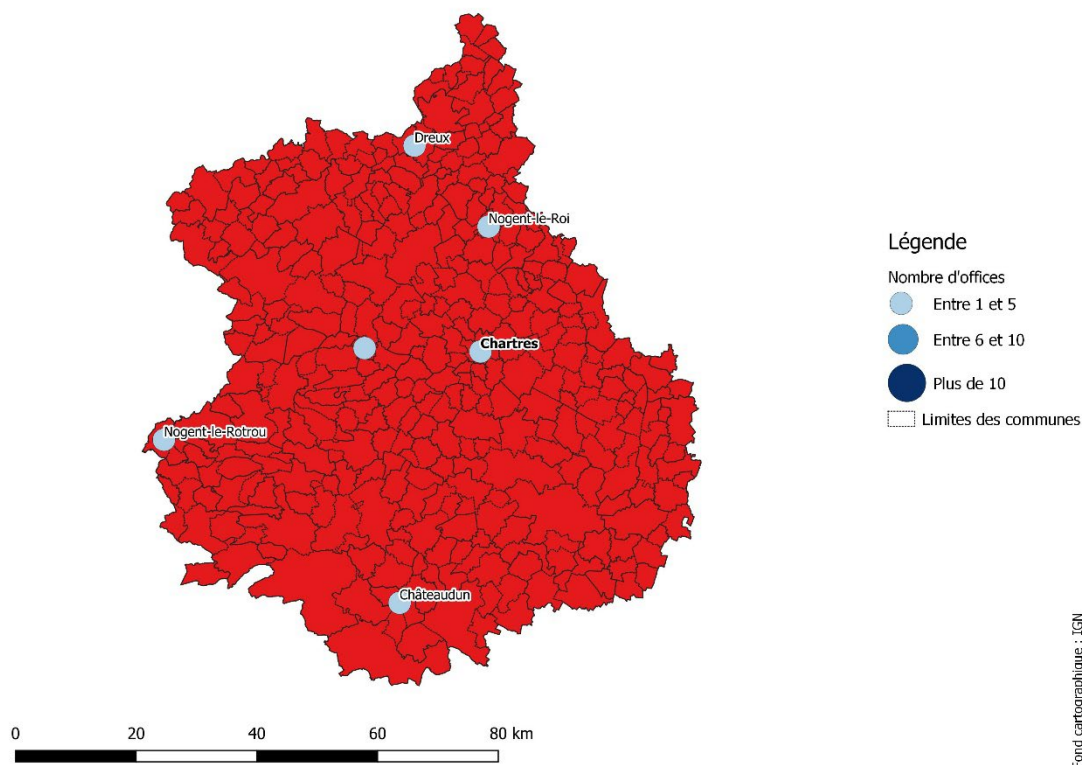 Dreux
Nogent-le-Roi
Chartres
Nogent-le-Rotrou
Châteaudun
Légende
Nombre d'offices
Entre 1 et 5
Entre 6 et 10
Plus de 10
Limites des communes
0 20 40 60 80 km
Fond cartographique : IGN